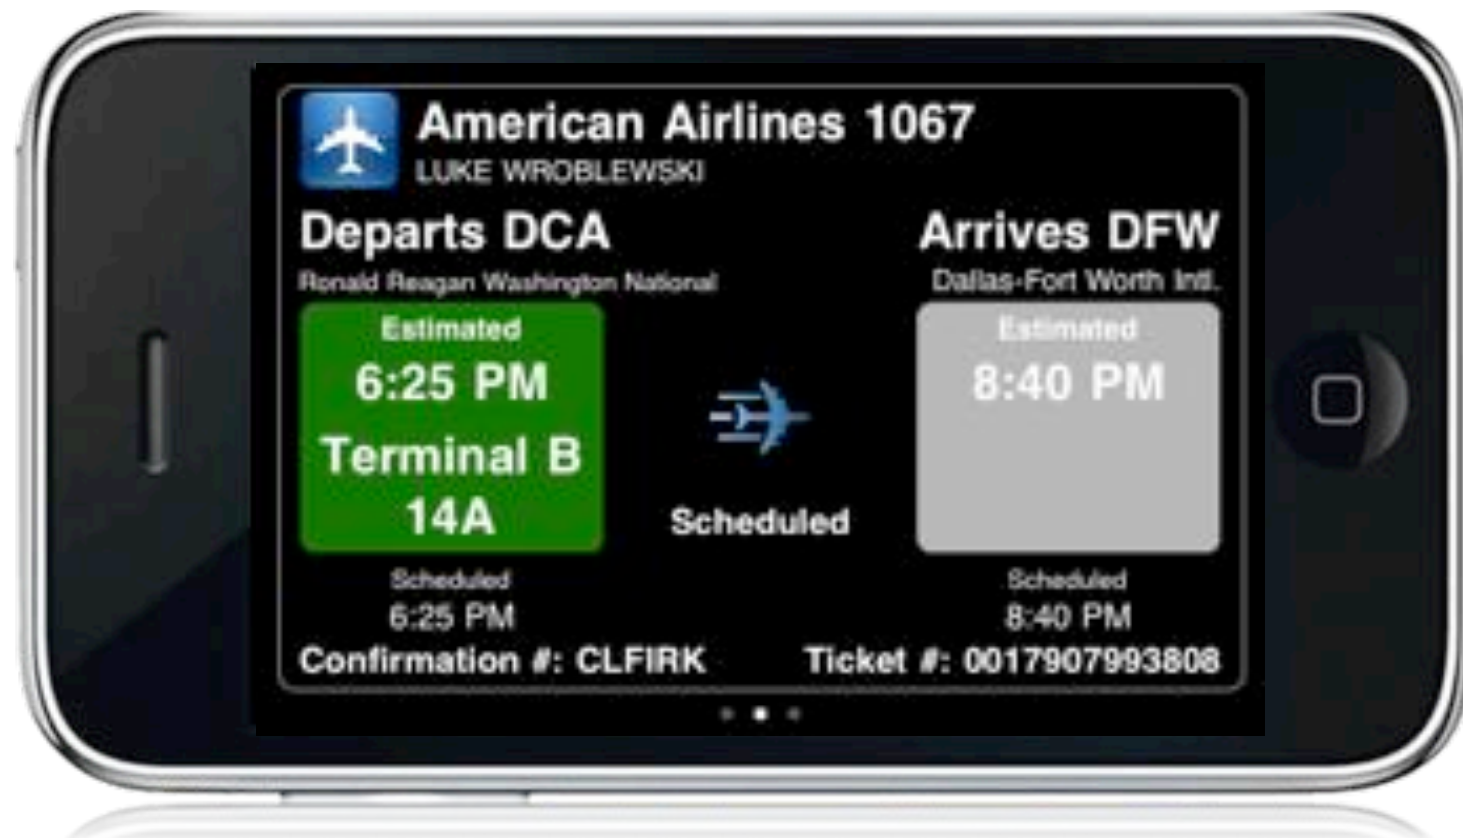 American Airlines 1067
LUKE WROBLEWSKI
Departs DCA
Ronald Reagan Washington National
Estimated
6:25 PM
Terminal B
14A
Scheduled
6:25 PM
Scheduled
Arrives DFW
Dallas-Fort Worth Intl.
Estimated
8:40 PM
Scheduled
8:40 PM
Confirmation #: CLFIRK
Ticket #: 0017907993808